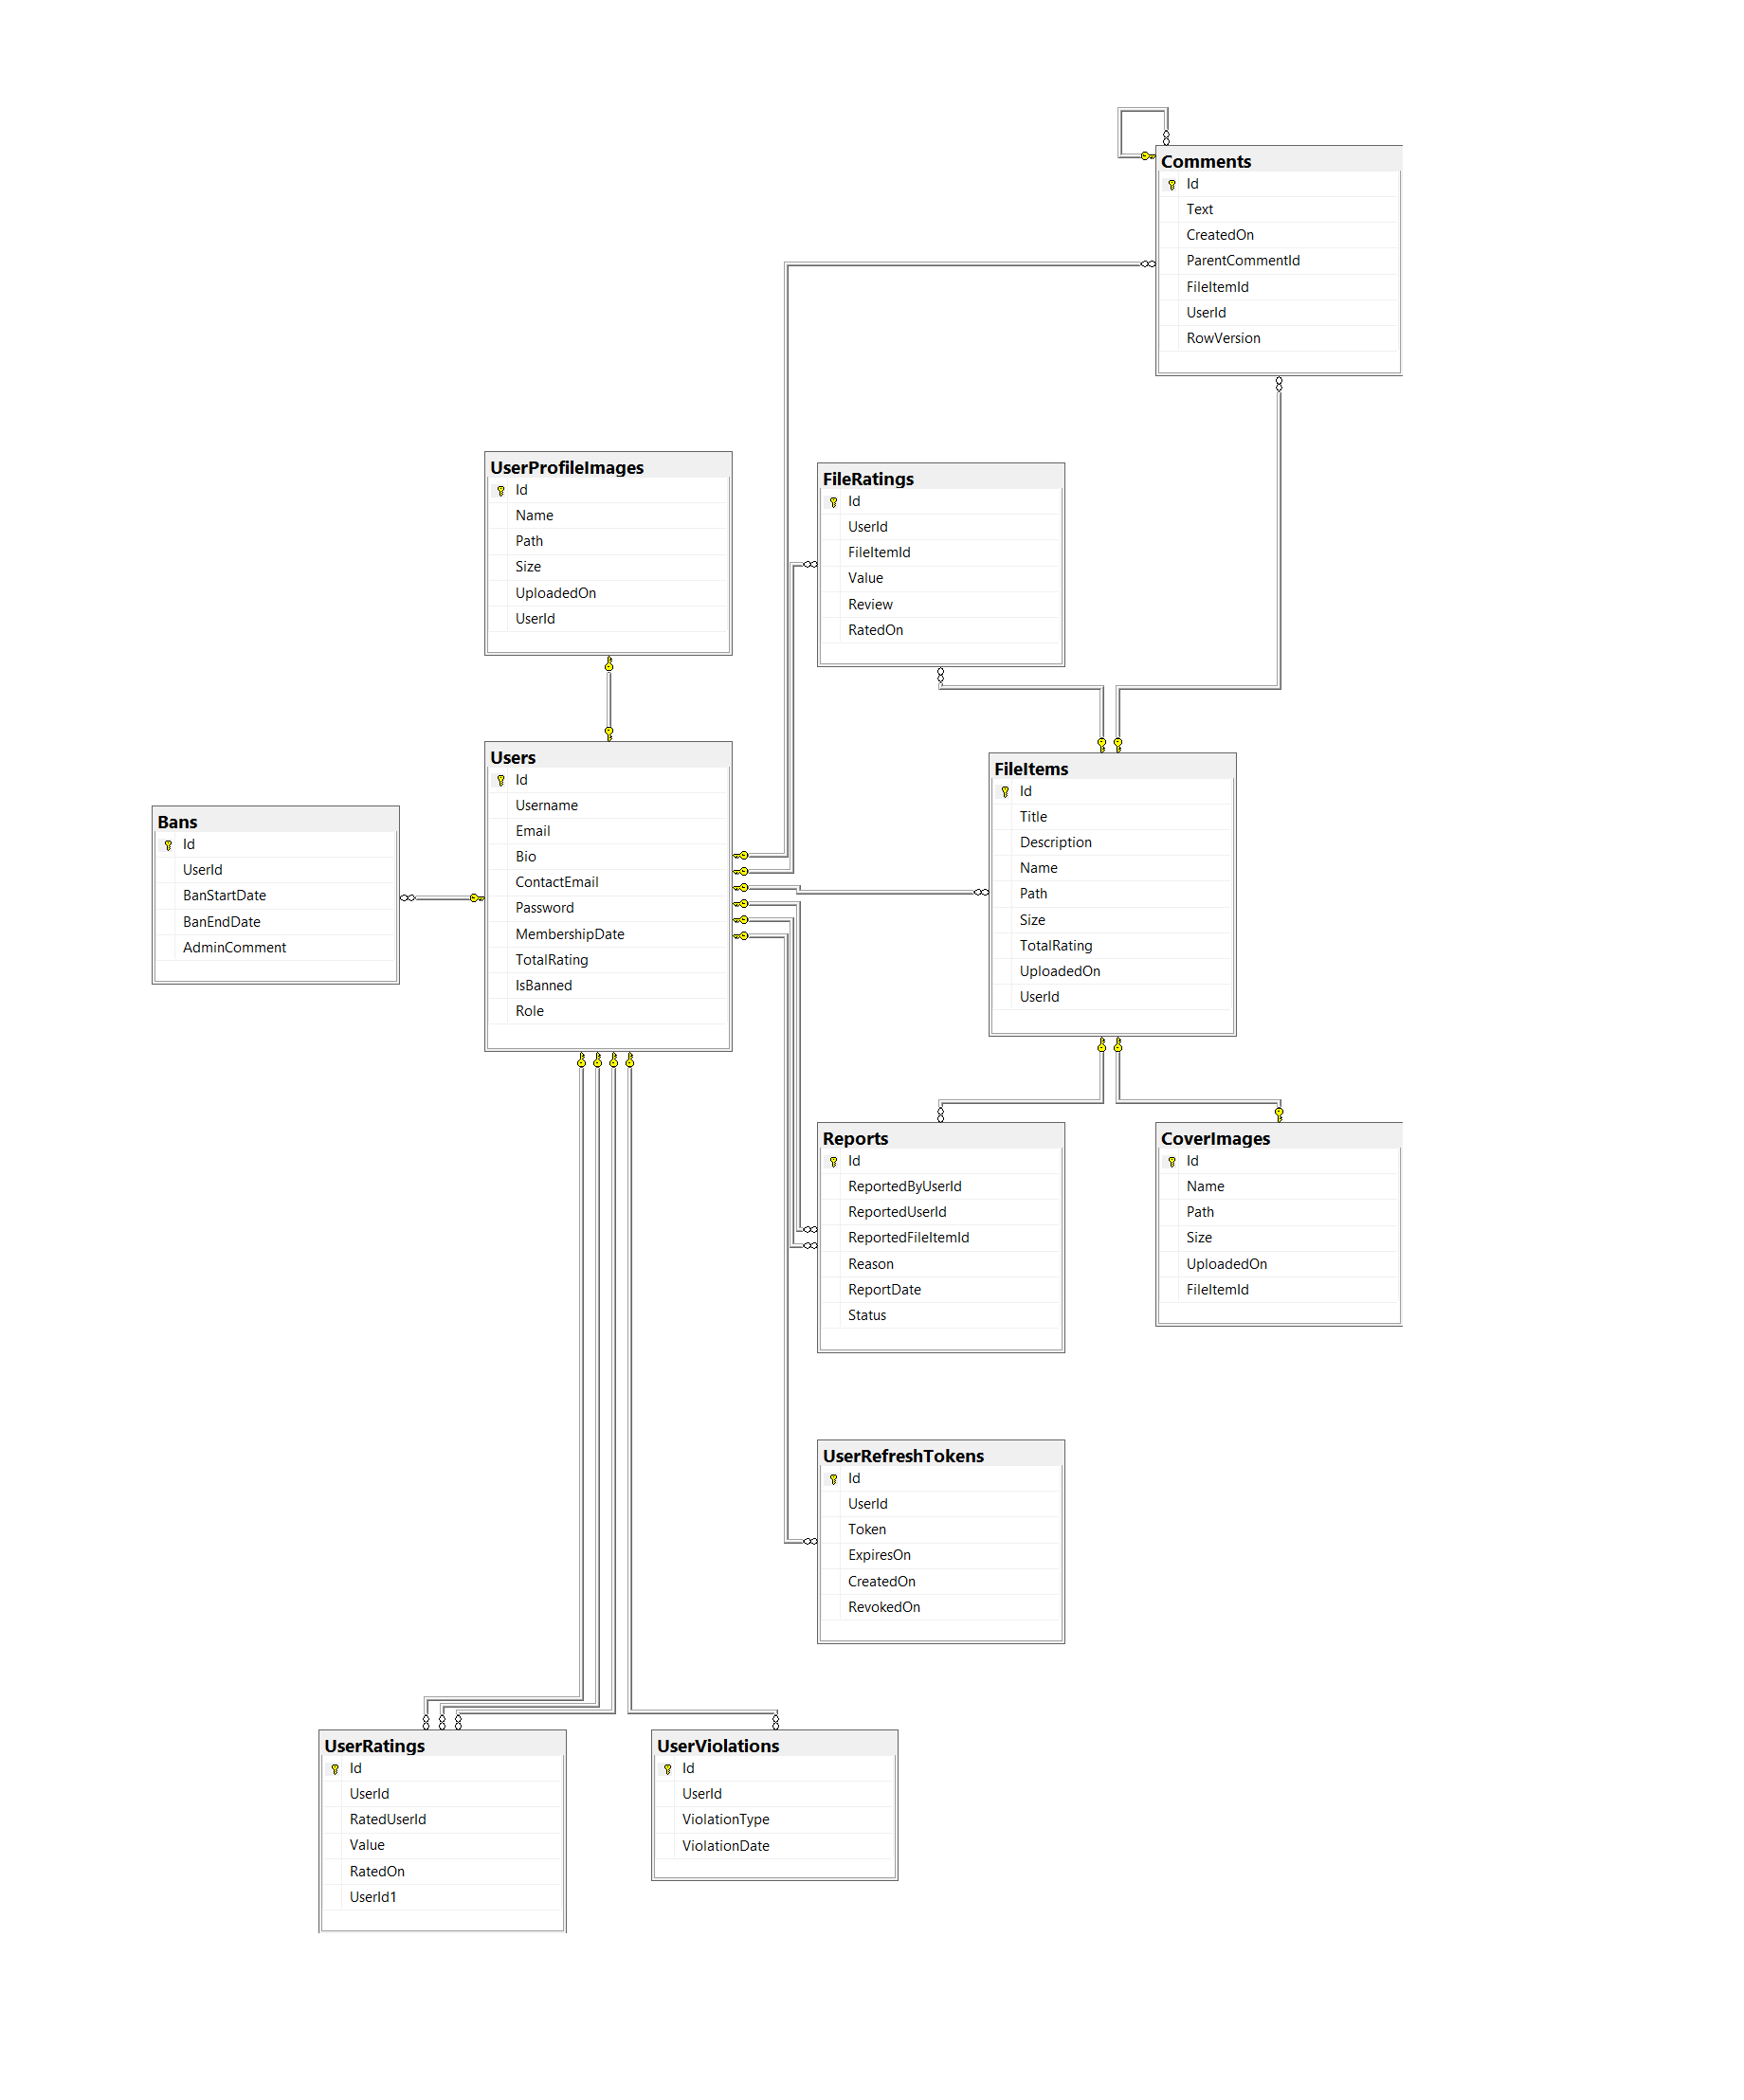 Comments
Id
Text
CreatedOn
ParentCommentId
FileItemId
UserId
RowVersion
UserProfileImages
Id
Name
Path
Size
UploadedOn
UserId
FileRatings
Id
UserId
FileItemId
Value
Review
RatedOn
Users
Id
Username
Email
Bio
ContactEmail
Password
MembershipDate
TotalRating
IsBanned
Role
FileItems
Id
Title
Description
Name
Path
Size
TotalRating
UploadedOn
UserId
Bans
Id
UserId
BanStartDate
BanEndDate
AdminComment
Reports
Id
ReportedByUserId
ReportedUserId
ReportedFileItemId
Reason
ReportDate
Status
CoverImages
Id
Name
Path
Size
UploadedOn
FileItemId
UserRefreshTokens
Id
UserId
Token
ExpiresOn
CreatedOn
RevokedOn
UserRatings
Id
UserId
RatedUserId
Value
RatedOn
UserId1
UserViolations
Id
UserId
ViolationType
ViolationDate